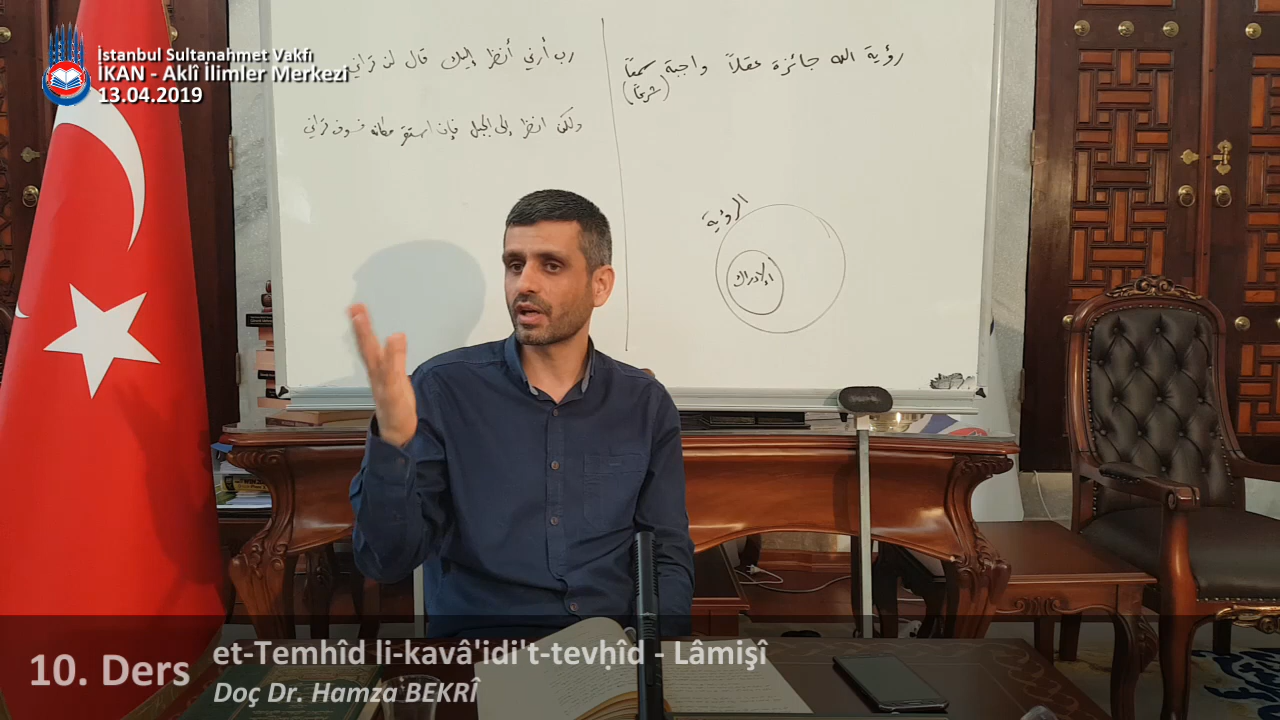 İstanbul Sultanahmet Vakfı
İKAN - Aklî İlimler Merkezi
13.04.2019
رؤية الله جائزة عقلاً واجبة سمعًا
(شرعًا)
رب أرني أنظر إليك قال لن تراني
ولكن انظر إلى الجبل فإن استقر مكانه فسوف تراني
الرؤية
الإدراك
10. Ders
et-Temhîd li-kavâ'idi't-tevḥîd - Lâmişî
Doç Dr. Hamza BEKRÎ